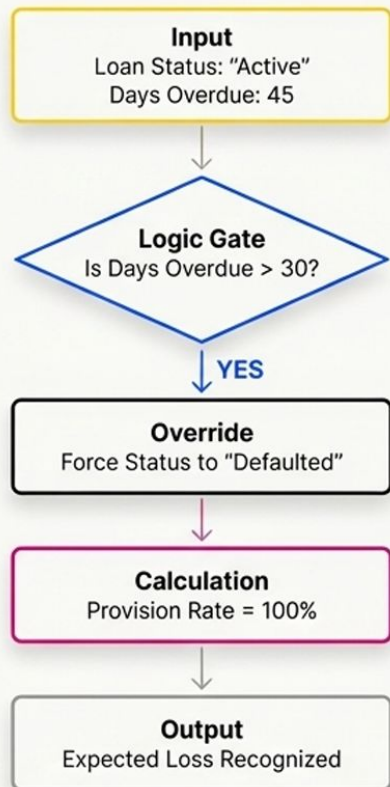 Input
Loan Status: “Active”
Days Overdue: 45
Logic Gate
Is Days Overdue > 30?
YES
Override
Force Status to “Defaulted”
Calculation
Provision Rate = 100%
Output
Expected Loss Recognized